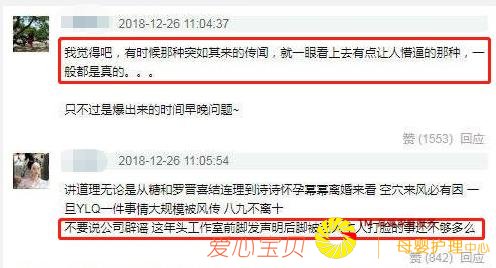 2018-12-26 11:04:37
我觉得吧，有时候那种突如其来的传闻，就一眼看上去有点让人懵逼的那种，一
般都是真的。。。
只不过是爆出来的时间早晚问题~
赞 (1553) 回应
2018-12-26 11:05:54
讲道理无论是从糖和罗晋喜结连理到诗诗怀孕幂幂离婚来看 空穴来风必有因 一
旦YLQ一件事情大规模被风传 八九不离十
不要说公司辟谣 这年头工作室前脚发声明后脚被 人打脸的事还不够多么
爱心宝贝 母婴护理中心
赞 (842) 回应